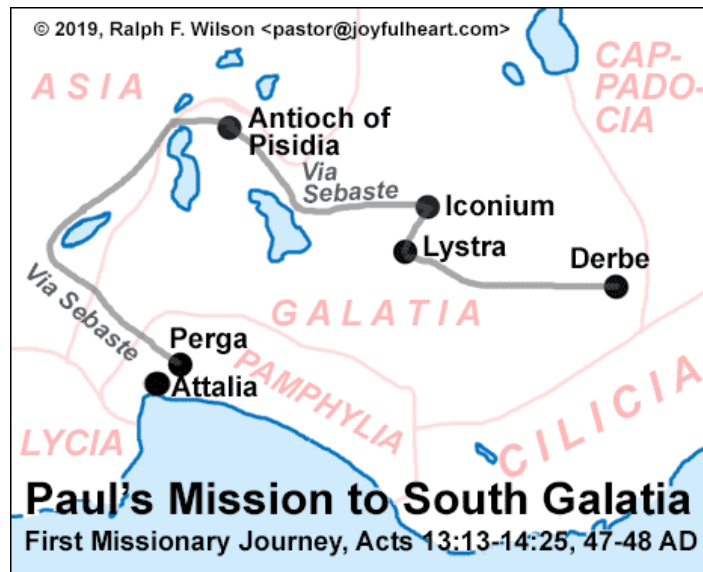 © 2019, Ralph F. Wilson <pastor@joyfulheart.com>
ASIA
CAP-
PADO-
CIA
Antioch of
Pisidia
Via
Sebaste
Iconium
Lystra
Derbe
Via Sebaste
GALATIA
Perga
Attalia
PAMPHYLIA
LYCIA
CILICIA
Paul's Mission to South Galatia
First Missionary Journey, Acts 13:13-14:25, 47-48 AD